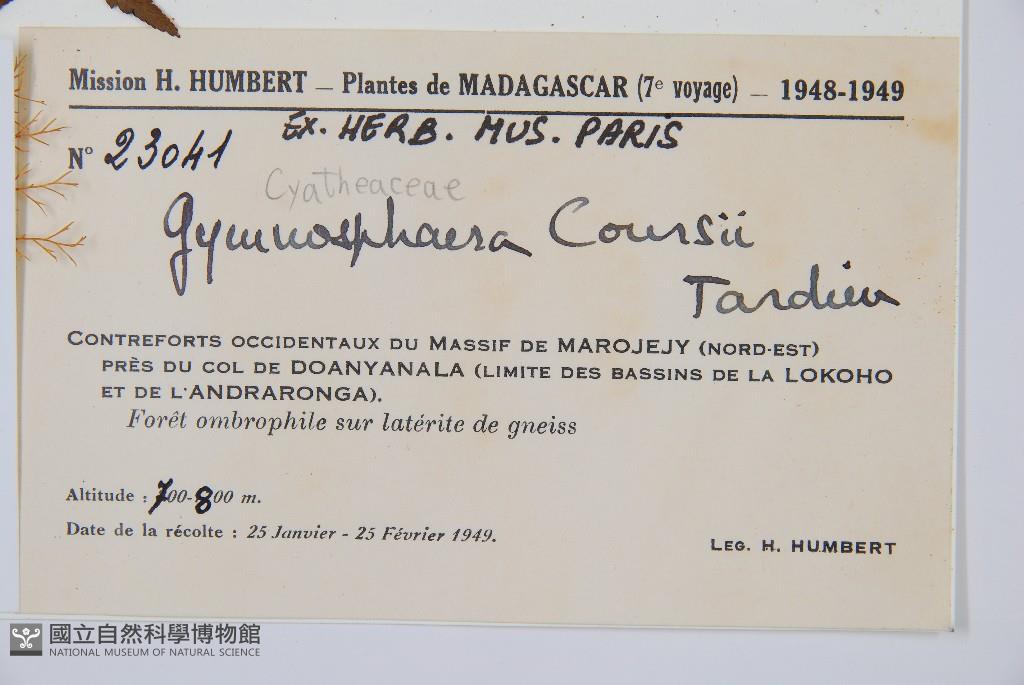 Mission H. HUMBERT — Plantes de MADAGASCAR (7e voyage) — 1948-1949
EX. HERB. MUS. PARIS
N° 23041
Cyatheaceae
Gymnosphaera Coursii
Tardieu
CONTREFORTS OCCIDENTAUX DU MASSIF DE MAROJEJY (NORD-EST)
PRÈS DU COL DE DOANYANALA (LIMITE DES BASSINS DE LA LOKOHO
ET DE L'ANDRARONGA).
Forêt ombrophile sur latérite de gneiss
Altitude : 700-800 m.
Date de la récolte : 25 Janvier - 25 Février 1949.
LEG. H. HUMBERT
國立自然科學博物館
NATIONAL MUSEUM OF NATURAL SCIENCE